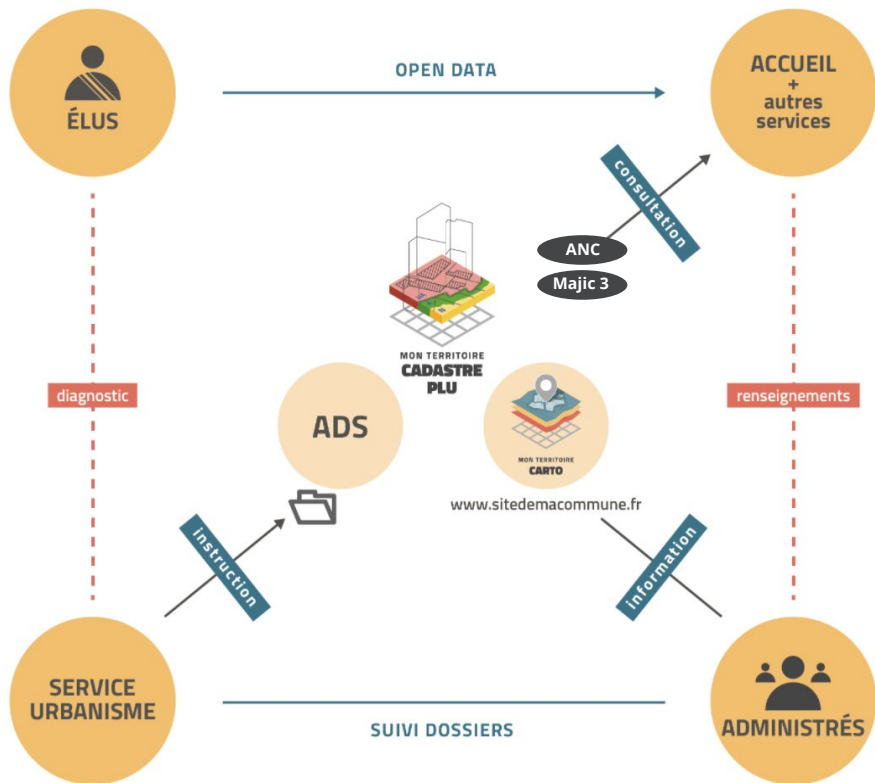 ÉLUS
OPEN DATA
ACCUEIL
+
autres
services
consultation
ANC
Majic 3
MON TERRITOIRE
CADASTRE
PLU
diagnostic
renseignements
ADS
MON TERRITOIRE
CARTO
www.sitedemacommune.fr
instruction
information
SERVICE
URBANISME
SUIVI DOSSIERS
ADMINISTRÉS